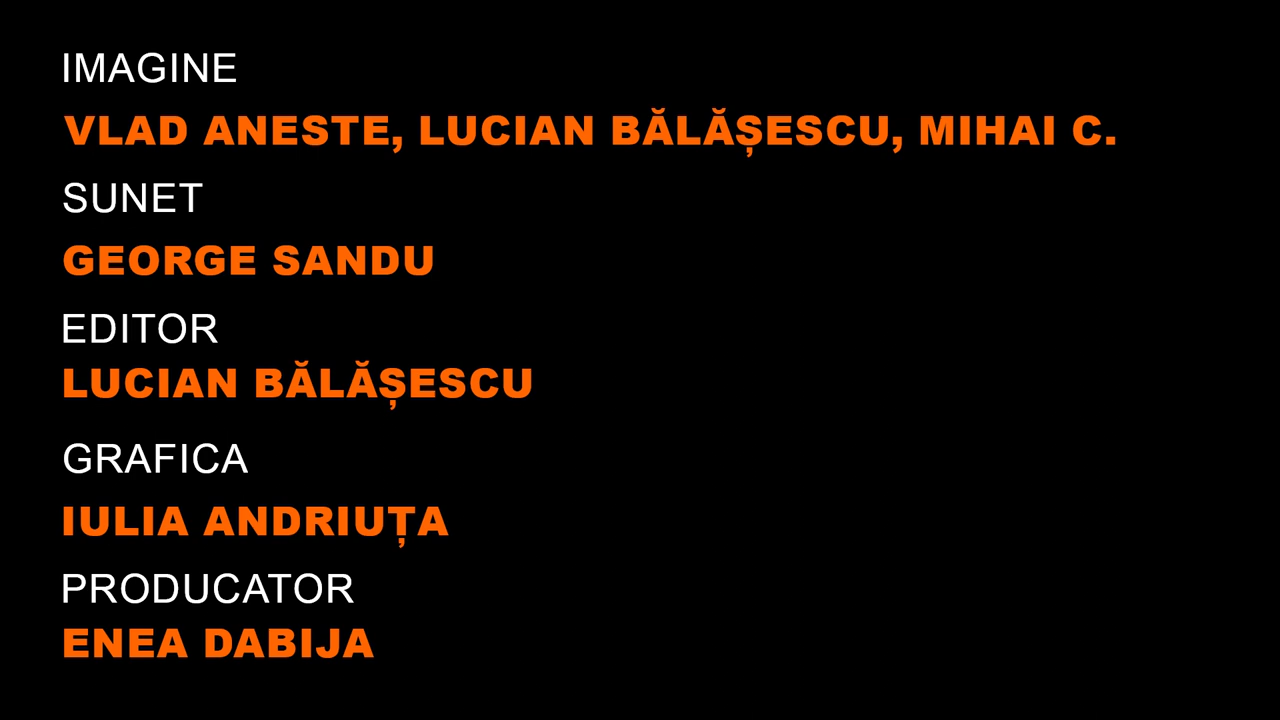 IMAGINE
VLAD ANESTE, LUCIAN BĂLĂȘESCU, MIHAI C.
SUNET
GEORGE SANDU
EDITOR
LUCIAN BĂLĂȘESCU
GRAFICA
IULIA ANDRIUȚA
PRODUCATOR
ENEA DABIJA